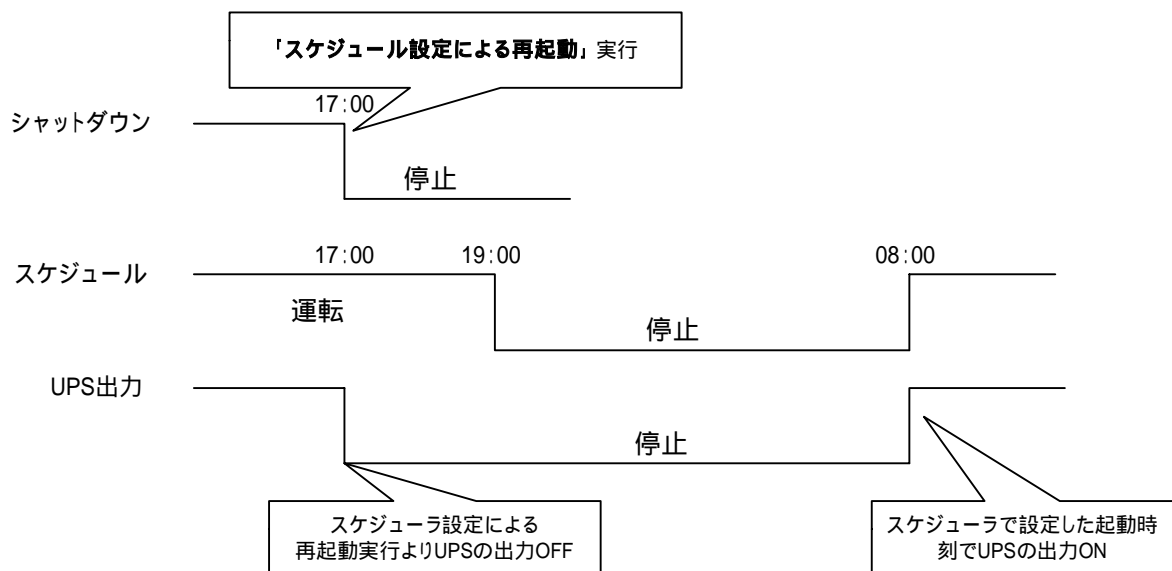 「スケジュール設定による再起動」実行
17:00
シャットダウン
停止
17:00
19:00
08:00
スケジュール
運転
停止
UPS出力
停止
スケジューラ設定による
再起動実行よりUPSの出力OFF
スケジューラで設定した起動時
刻でUPSの出力ON